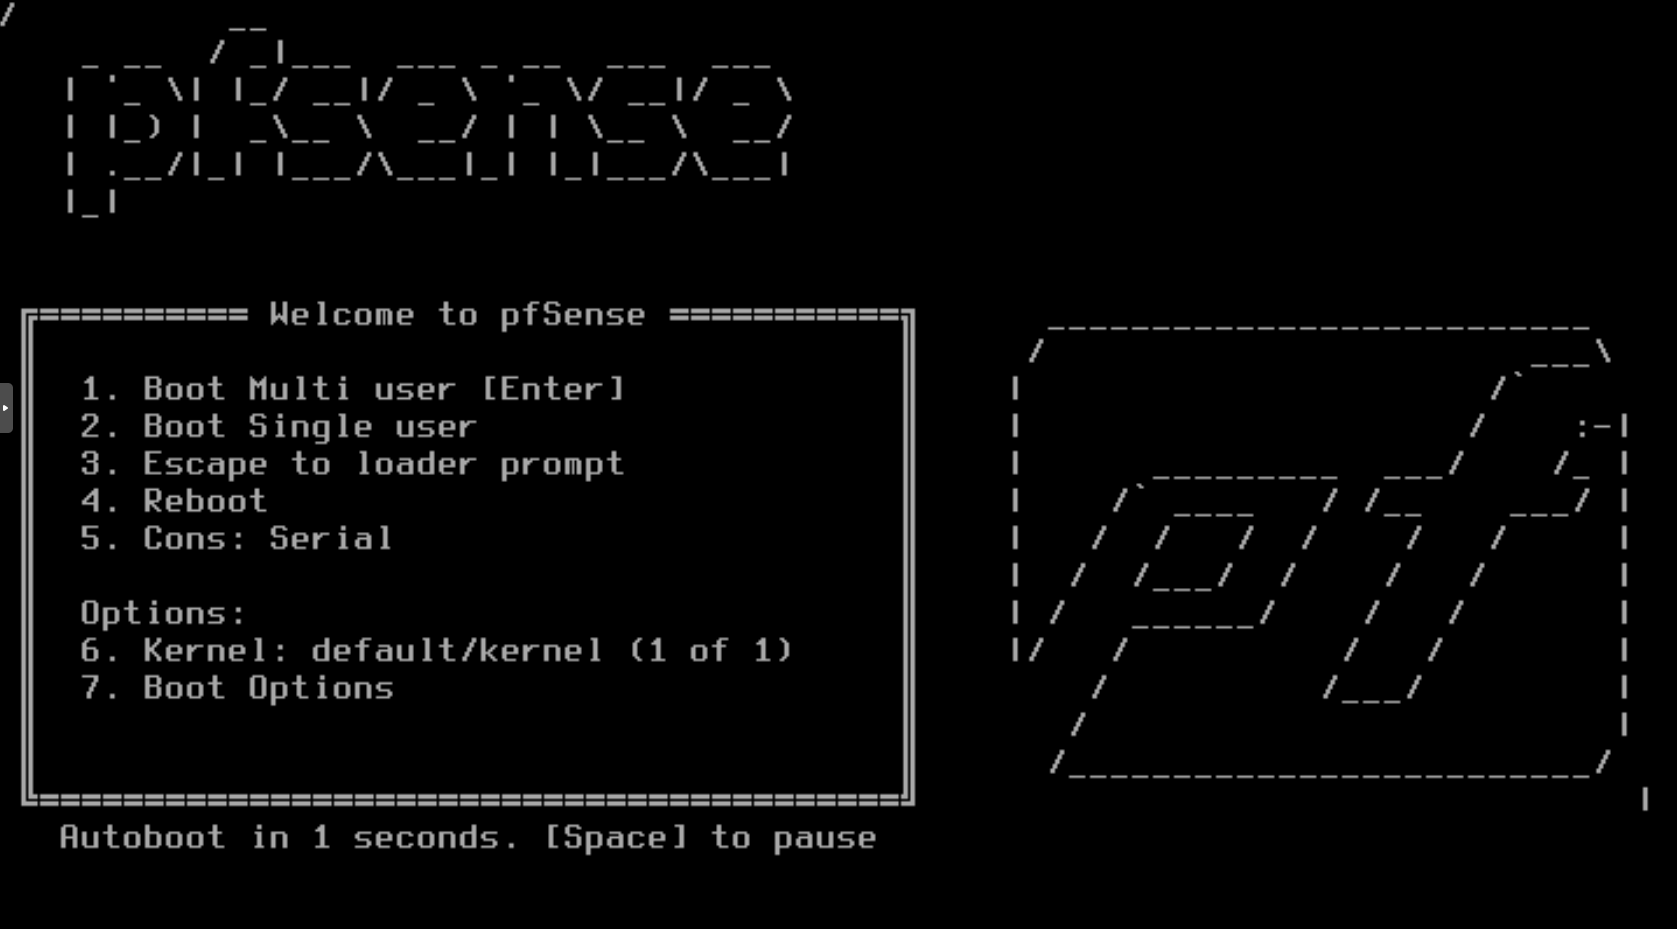 pfSense
Welcome to pfSense
1. Boot Multi user [Enter]
2. Boot Single user
3. Escape to loader prompt
4. Reboot
5. Cons: Serial
Options:
6. Kernel: default/kernel (1 of 1)
7. Boot Options
pf
Autoboot in 1 seconds. [Space] to pause